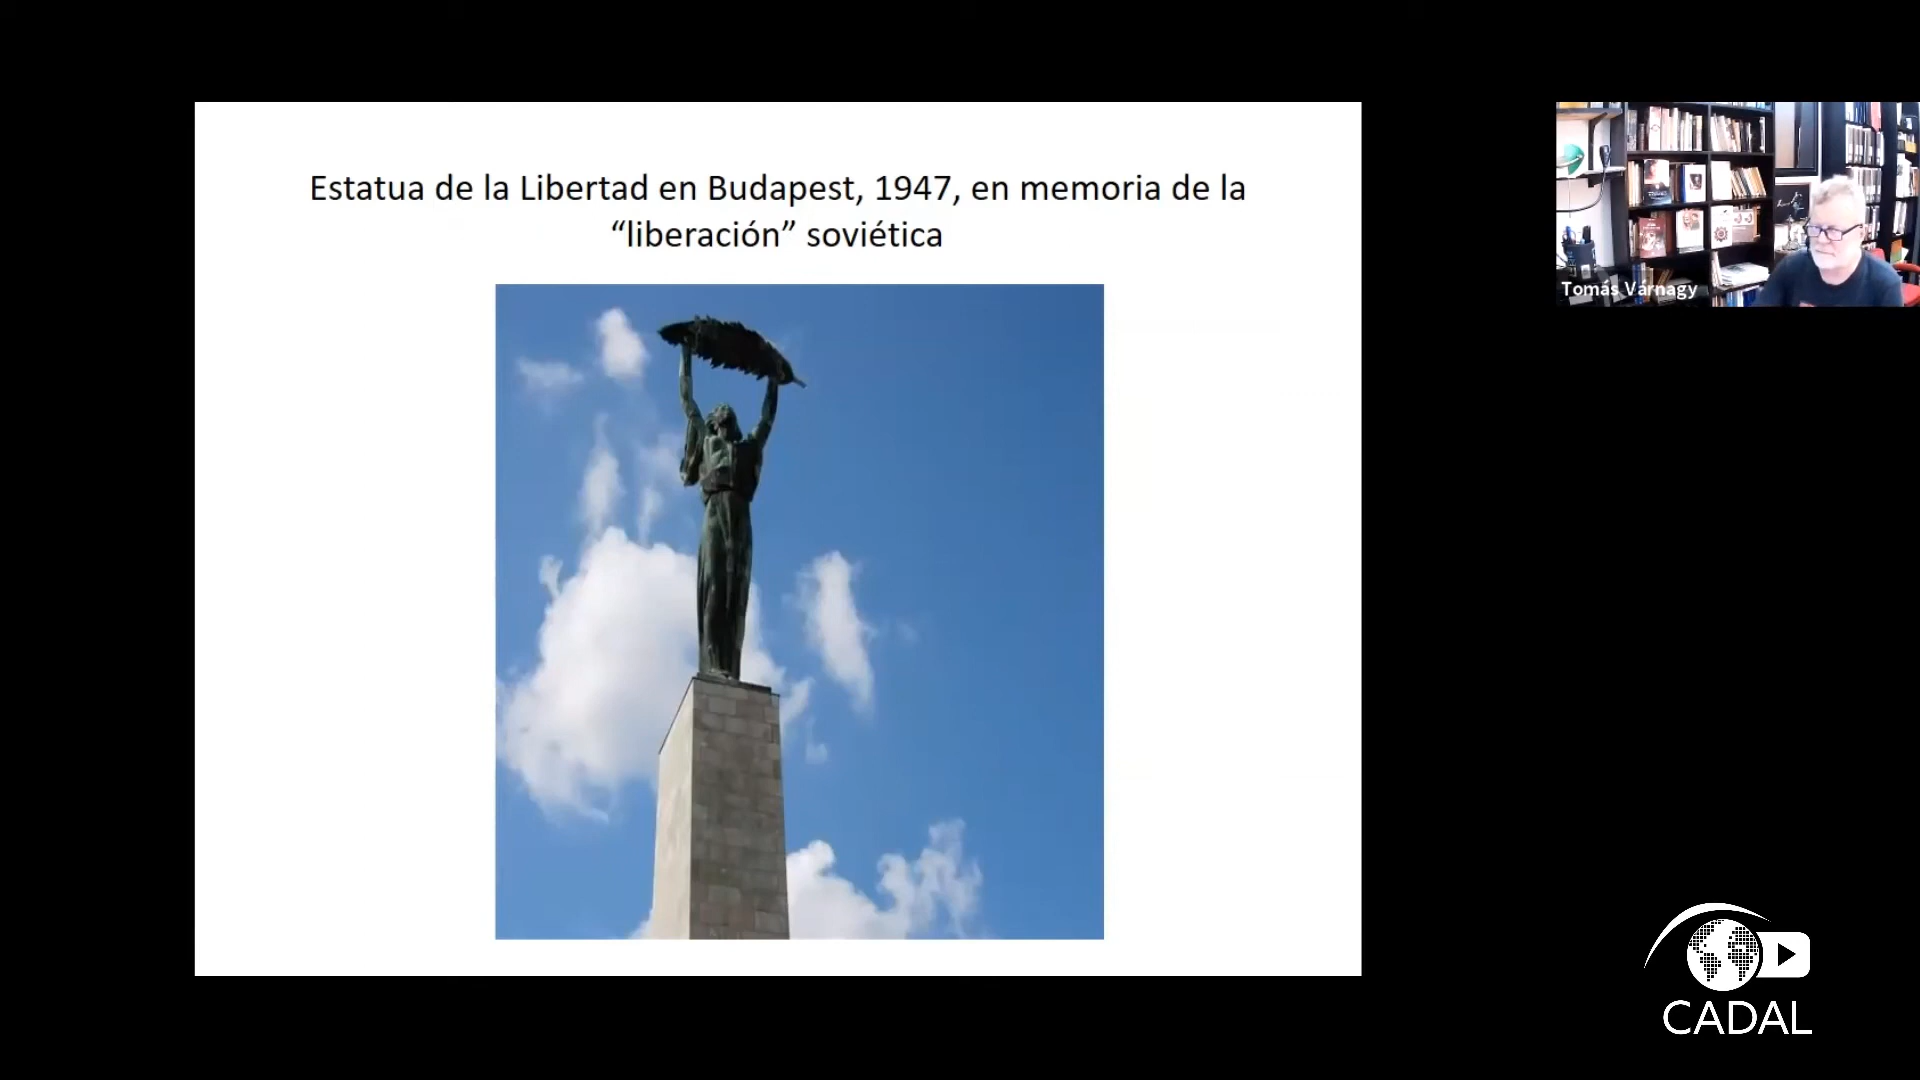 Estatua de la Libertad en Budapest, 1947, en memoria de la
“liberación” soviética
Tomás Várnagy
CADAL